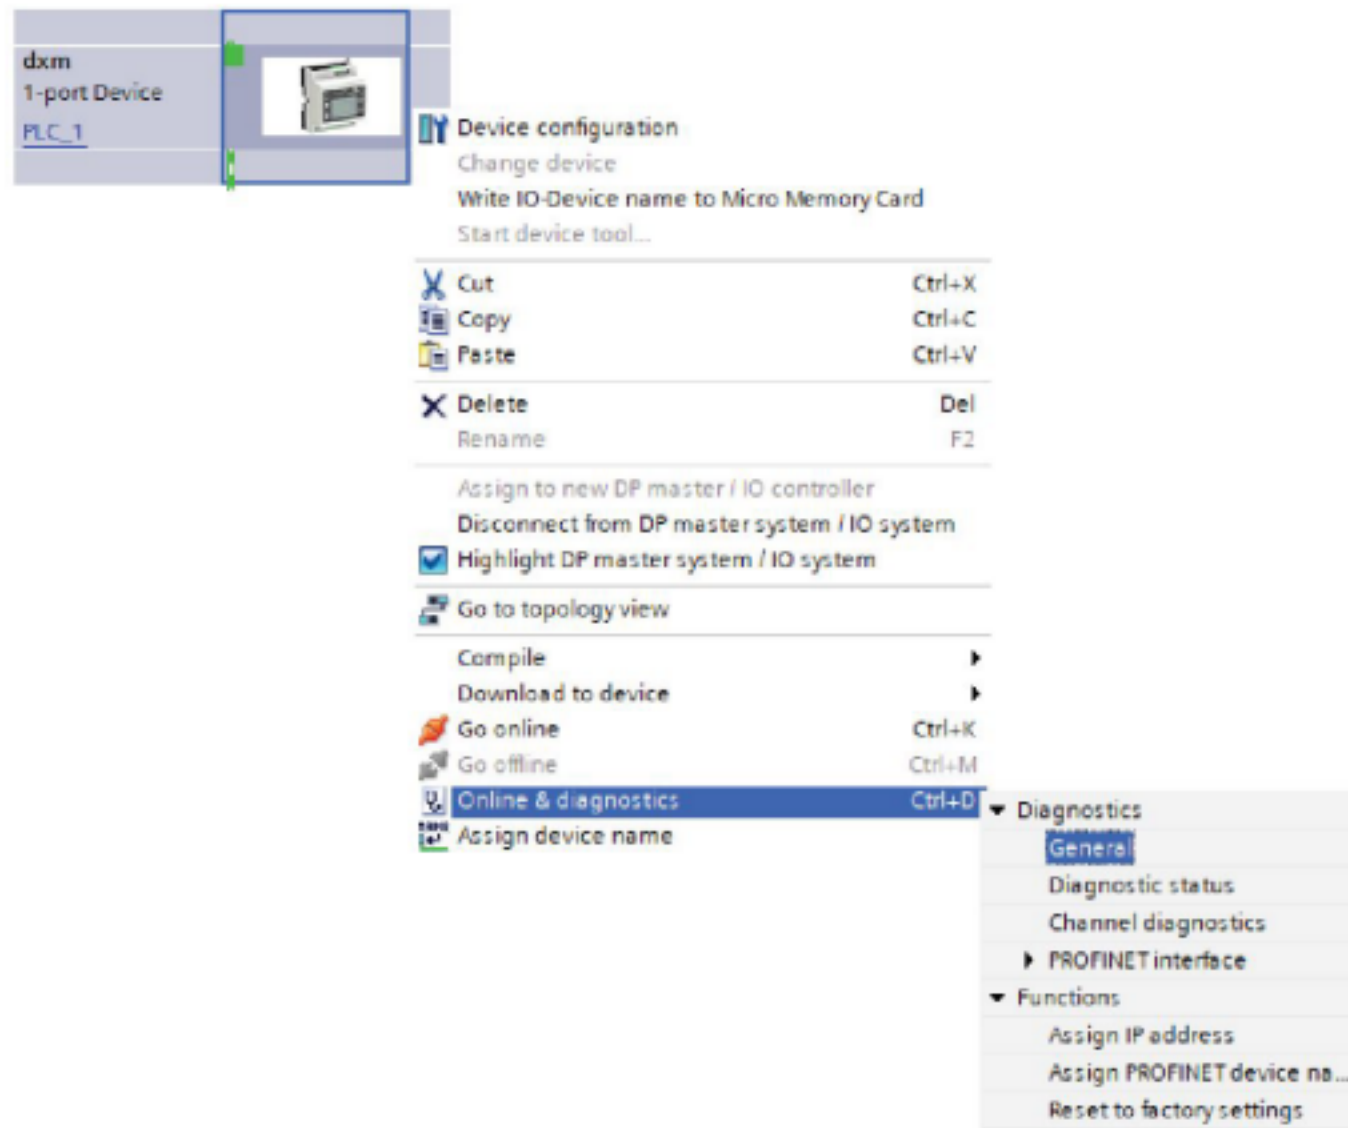 dxm
1-port Device
PLC_1
Device configuration
Change device
Write IO-Device name to Micro Memory Card
Start device tool...
Cut Ctrl+X
Copy Ctrl+C
Paste Ctrl+V
Delete Del
Rename F2
Assign to new DP master / IO controller
Disconnect from DP master system / IO system
Highlight DP master system / IO system
Go to topology view
Compile
Download to device
Go online Ctrl+K
Go offline Ctrl+M
Online & diagnostics Ctrl+D
Assign device name
Diagnostics
General
Diagnostic status
Channel diagnostics
PROFINET interface
Functions
Assign IP address
Assign PROFINET device na...
Reset to factory settings